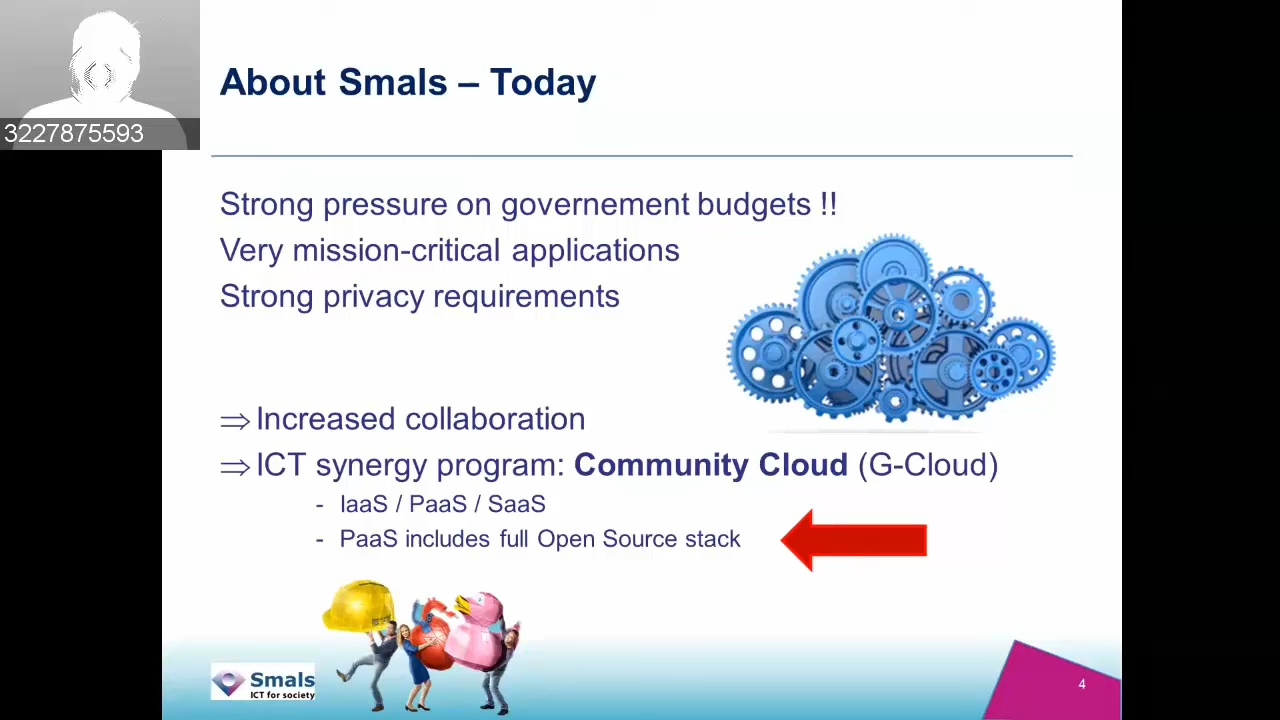 About Smals – Today
3227875593
Strong pressure on governement budgets !!
Very mission-critical applications
Strong privacy requirements
⇒ Increased collaboration
⇒ ICT synergy program: Community Cloud (G-Cloud)
- IaaS / PaaS / SaaS
- PaaS includes full Open Source stack
Smals
ICT for society
4